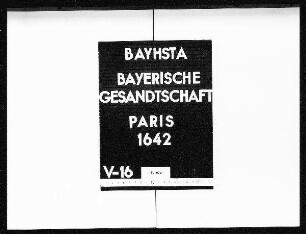 BAYHSTA
BAYERISCHE
GESANDTSCHAFT
PARIS
1642
V-16